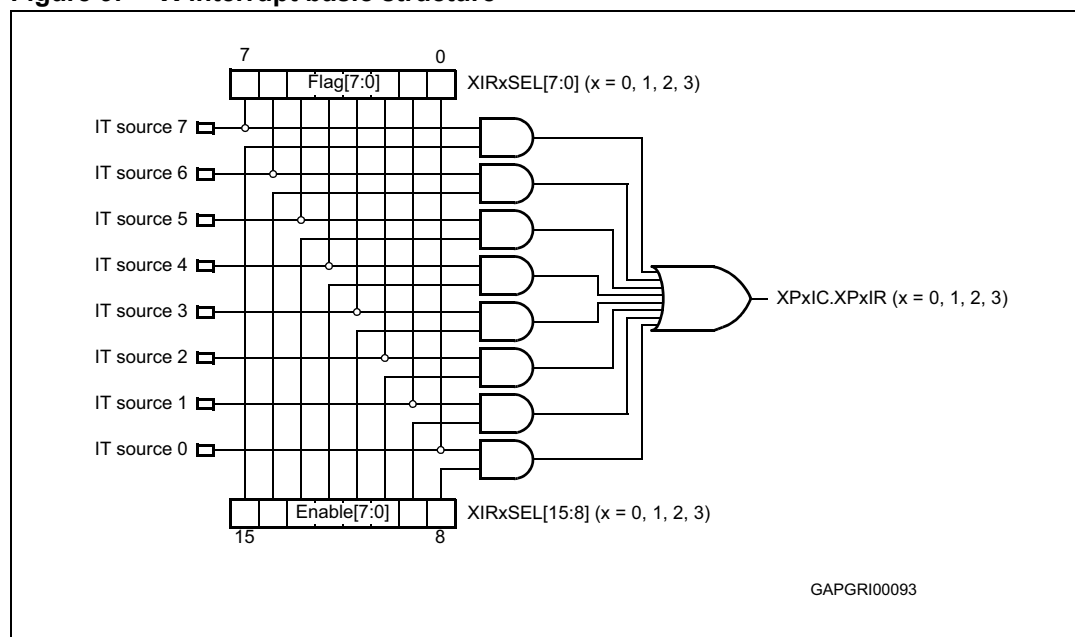 Figure X interrupt basic structure
7 0
Flag[7:0] XIRxSEL[7:0] (x = 0, 1, 2, 3)
IT source 7
IT source 6
IT source 5
IT source 4
XPxIC.XPxIR (x = 0, 1, 2, 3)
IT source 3
IT source 2
IT source 1
IT source 0
Enable[7:0] XIRxSEL[15:8] (x = 0, 1, 2, 3)
15 8
GAPGRI00093